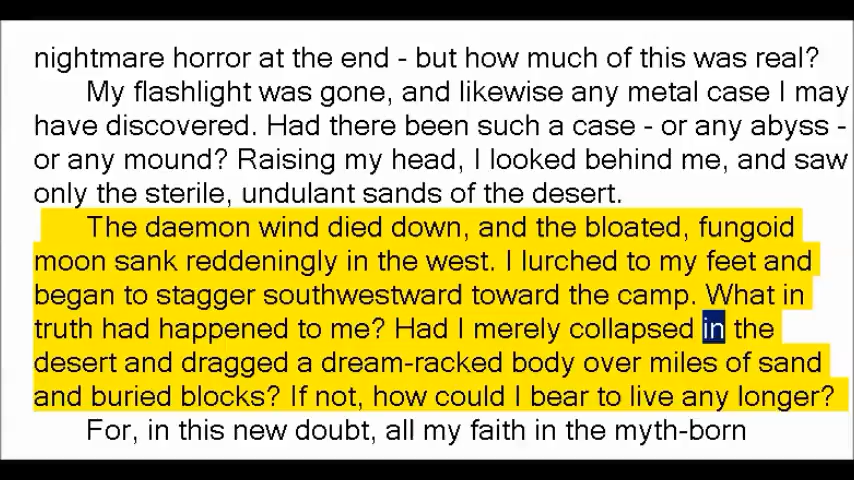 nightmare horror at the end - but how much of this was real?
My flashlight was gone, and likewise any metal case I may
have discovered. Had there been such a case - or any abyss -
or any mound? Raising my head, I looked behind me, and saw
only the sterile, undulant sands of the desert.
The daemon wind died down, and the bloated, fungoid
moon sank reddeningly in the west. I lurched to my feet and
began to stagger southwestward toward the camp. What in
truth had happened to me? Had I merely collapsed in the
desert and dragged a dream-racked body over miles of sand
and buried blocks? If not, how could I bear to live any longer?
For, in this new doubt, all my faith in the myth-born